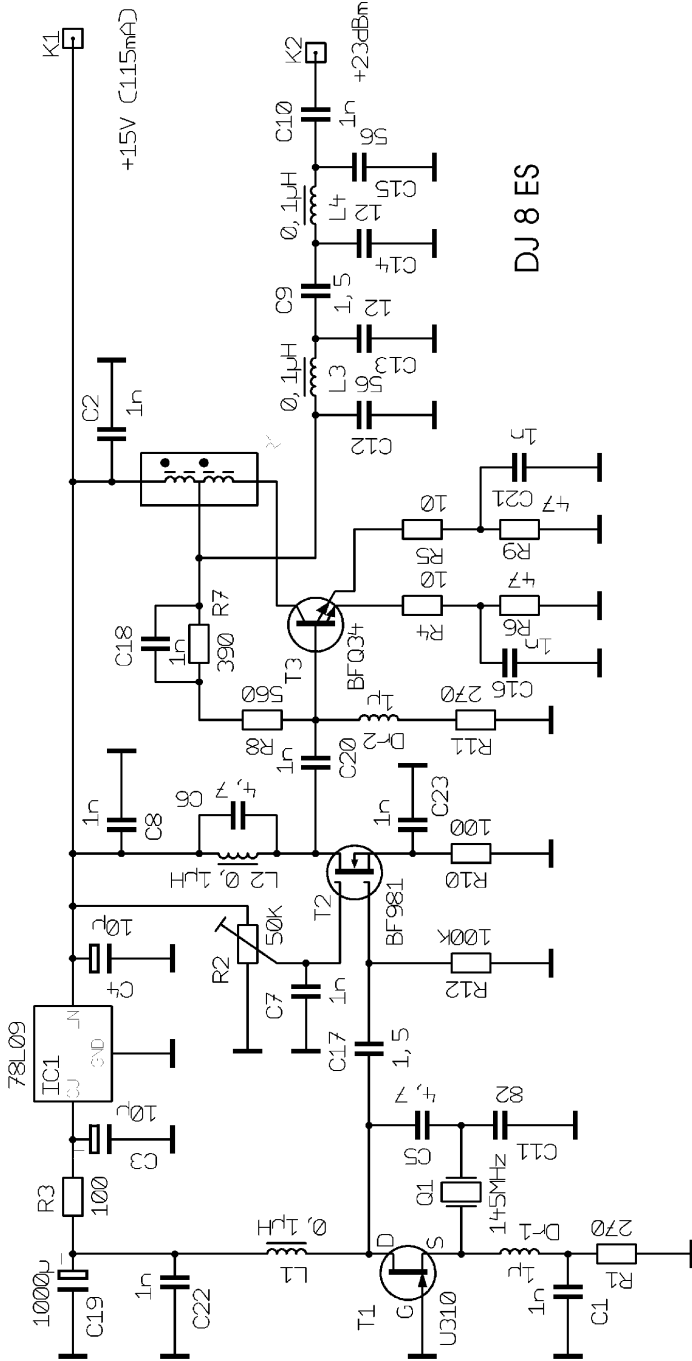 K1
+15V (115mA)
K2
+23dBm
C10
1n
56
C15
0,1µH
L4
12
C14
C9
1,5
12
C13
0,1µH
L3
56
C12
DJ 8 ES
C2
1n
C18
1n
R7
390
R8
560
T3
BFQ34
R5
10
C21
1n
R9
47
R4
10
R6
47
C16
1n
Dr2
1µ
R11
270
C20
1n
C8
1n
C6
4,7
L2 0,1µH
C23
1n
T2
BF981
R10
100
R12
100k
R2
50K
C7
1n
C17
1,5
C4
10µ
78L09
IC1
GND
C3
10µ
R3
100
C19
1000µ
C22
1n
L1
0,1µH
C5
4,7
C11
82
Q1
145MHz
T1
D
G
S
U310
Dr1
1µ
C1
1n
R1
270